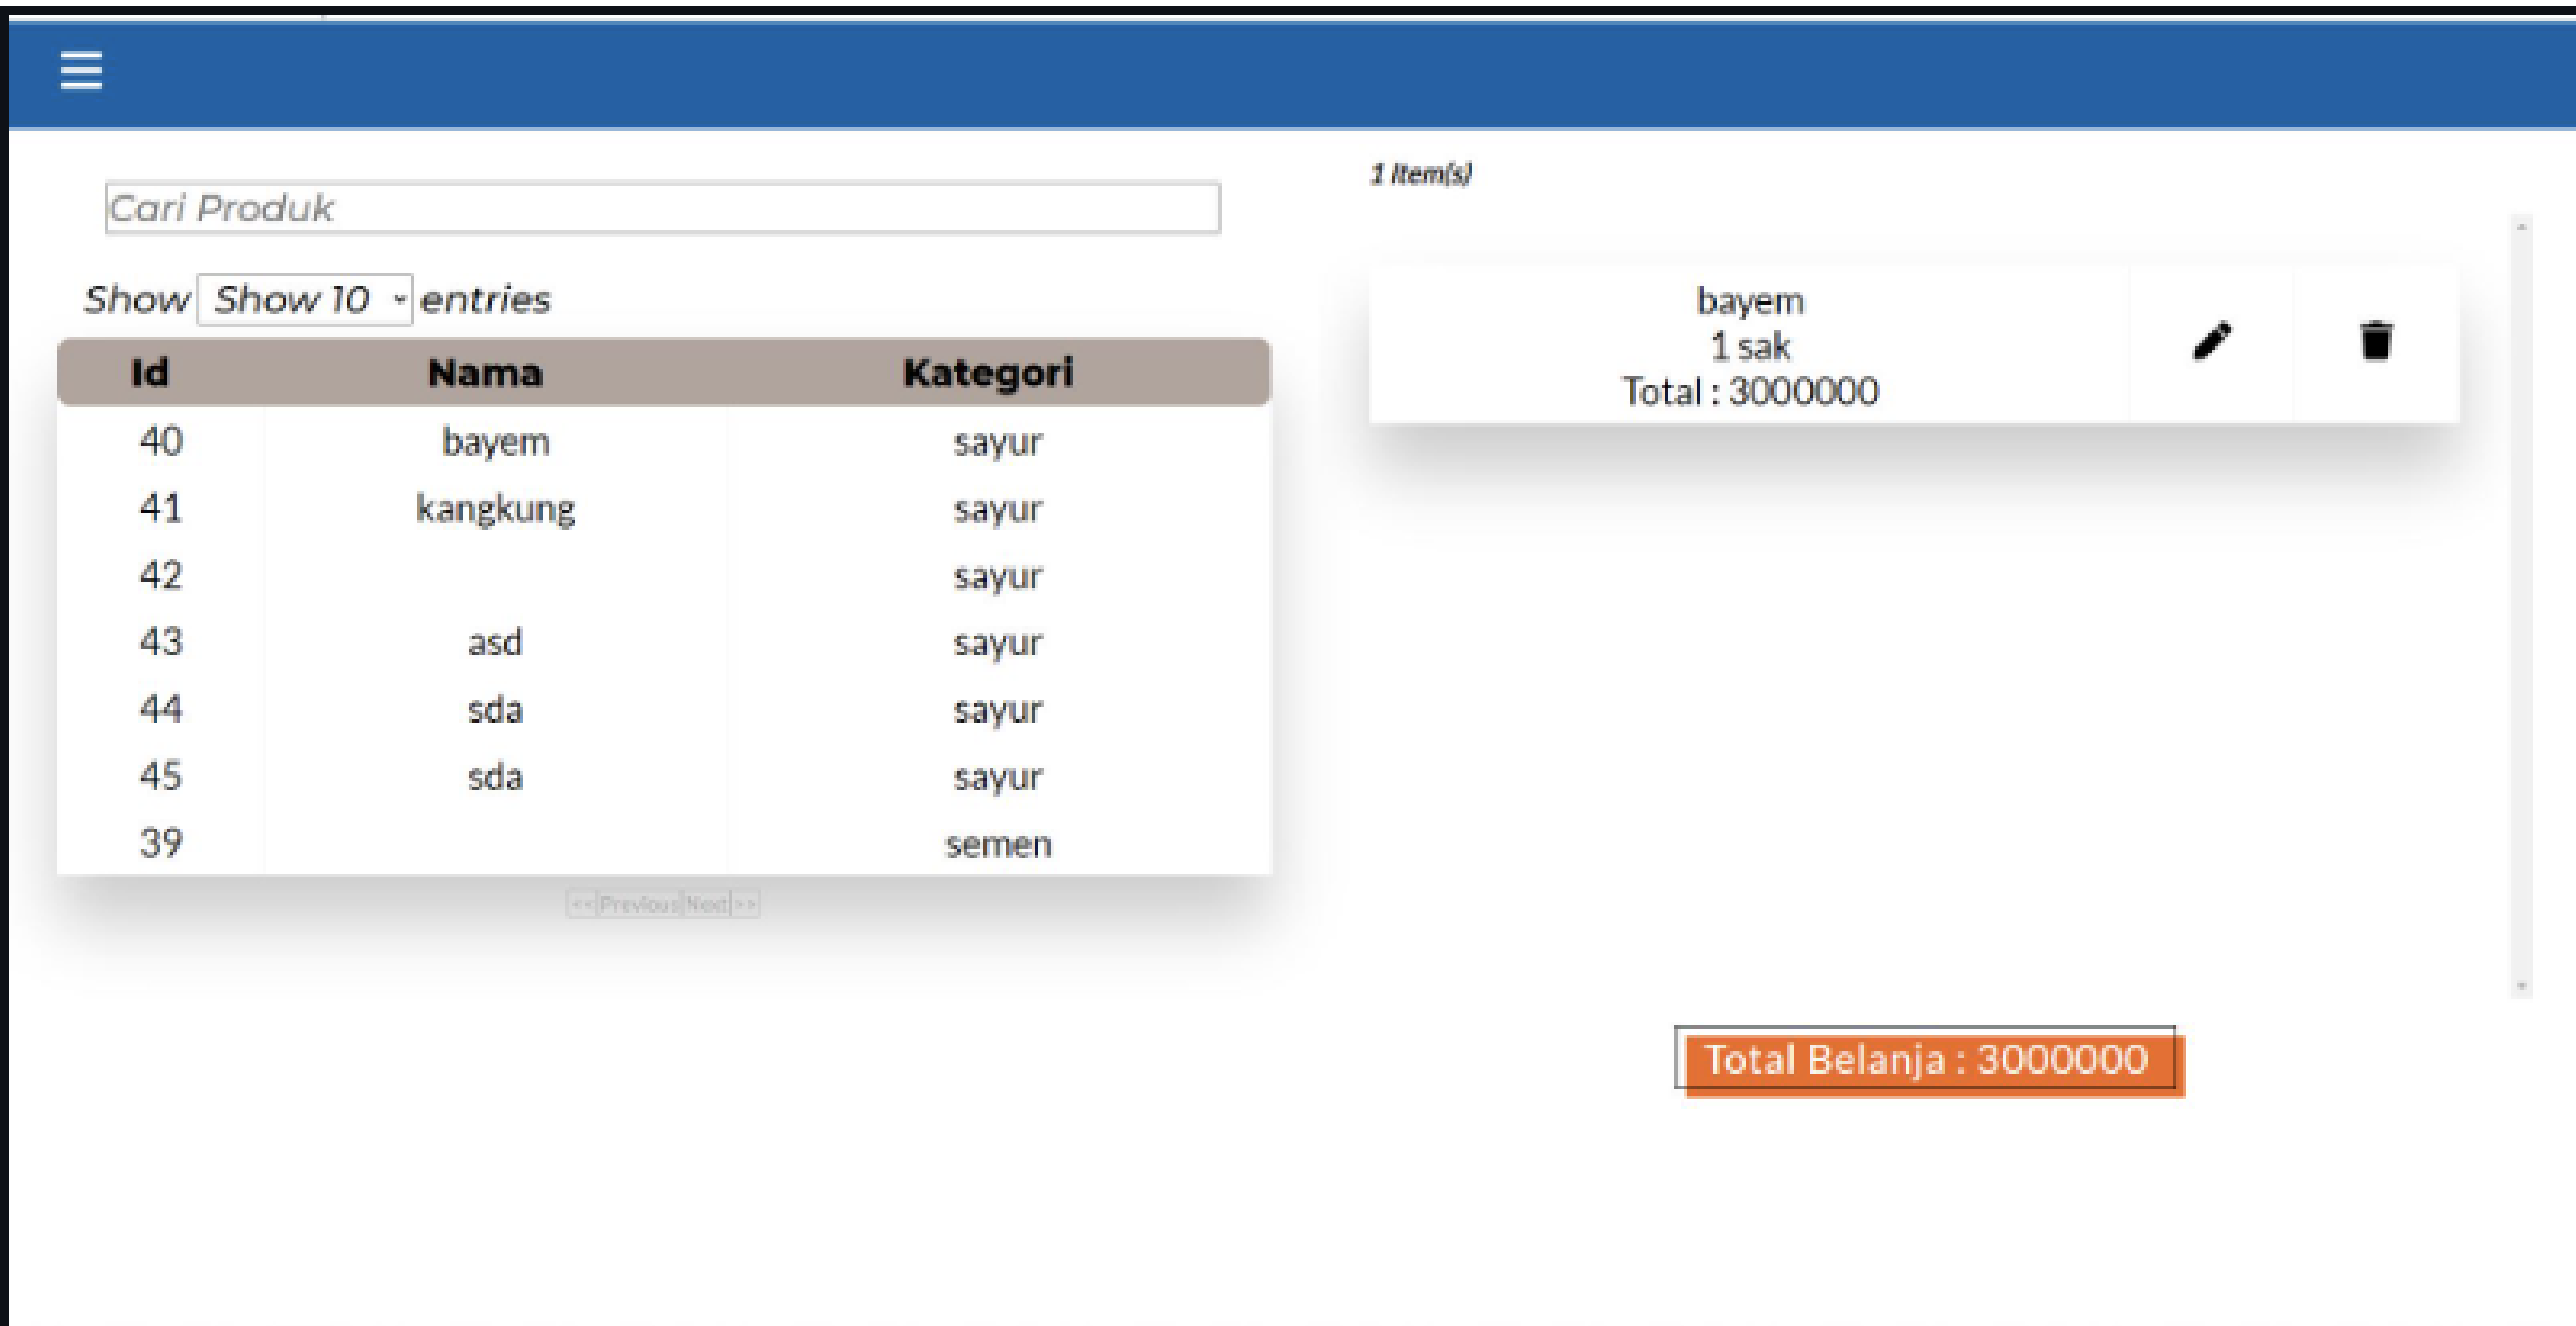 Cari Produk
Show Show 10 entries
Id Nama Kategori
40 bayem sayur
41 kangkung sayur
42 sayur
43 asd sayur
44 sda sayur
45 sda sayur
39 semen
<< Previous Next >>
1 Item(s)
bayem
1 sak
Total : 3000000
Total Belanja : 3000000